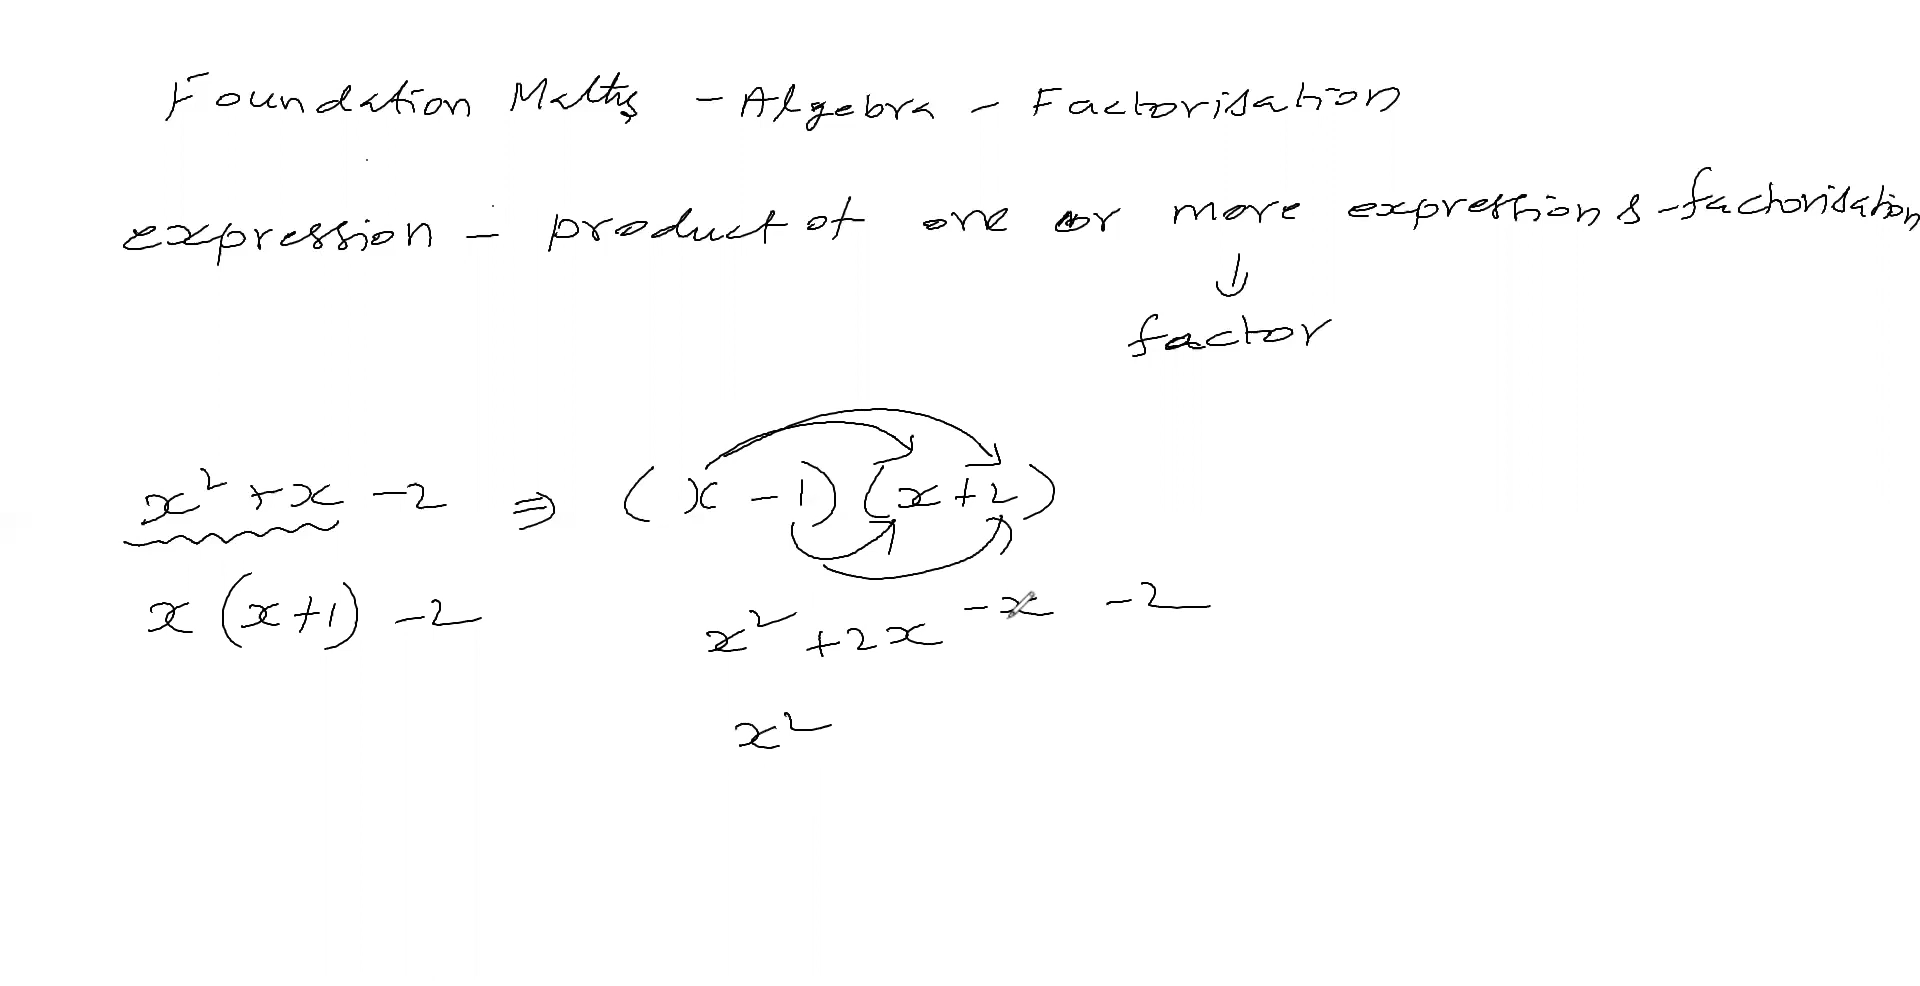 Foundation Maths - Algebra - Factorisation
expression - product of one or more expressions - factorisation
↓
factor
x² + x - 2 ⇒ (x - 1)(x + 2)
x(x+1) - 2
x² + 2x - x - 2
x²